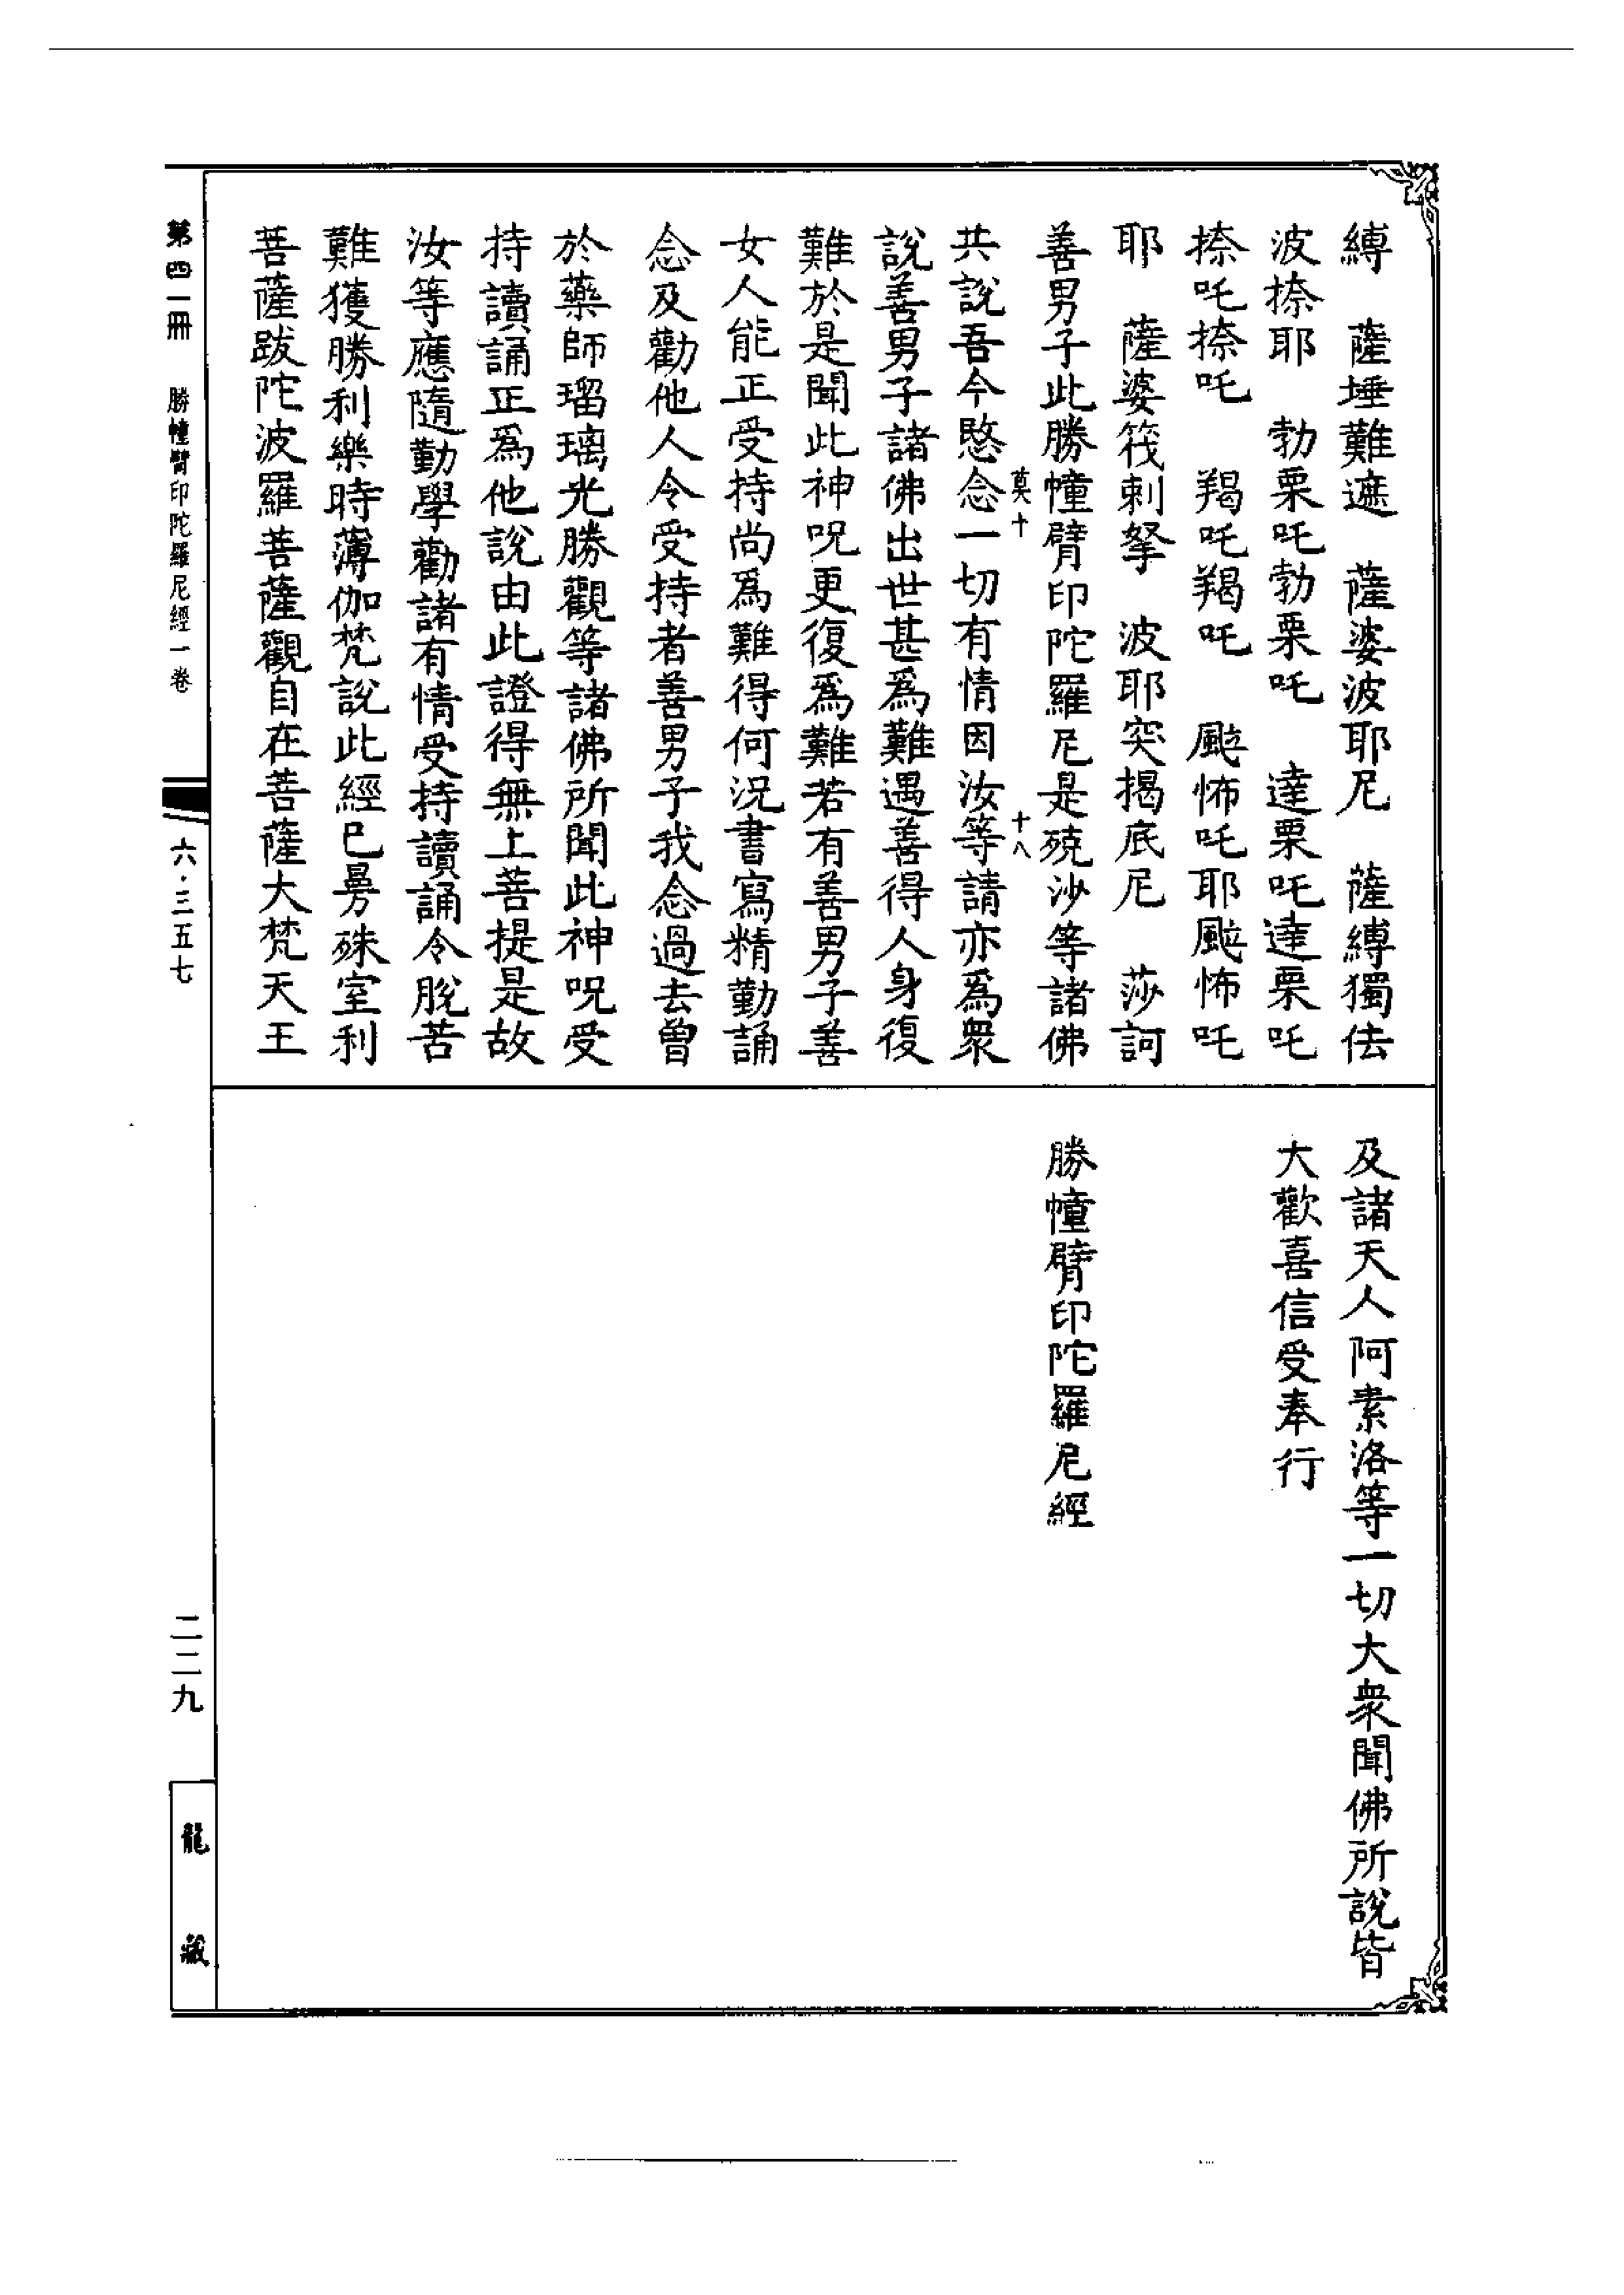 縛　薩埵難遮　薩婆波耶尼　薩縛獨佉
波捺耶　勃栗吒勃栗吒　達栗吒達栗吒
捺吒捺吒　羯吒羯吒　颰怖吒耶颰怖吒
耶　薩婆筏剌拏　波耶突揭底尼　莎訶
善男子此勝幢臂印陀羅尼是殑沙等諸佛
莫十　十八
共說吾今愍念一切有情因汝等請亦爲衆
說善男子諸佛出世甚爲難遇善得人身復
難於是聞此神呪更復爲難若有善男子善
女人能正受持尚爲難得何況書寫精勤誦
念及勸他人令受持者善男子我念過去曾
於藥師瑠璃光勝觀等諸佛所聞此神呪受
持讀誦正爲他說由此證得無上菩提是故
汝等應隨勤學勸諸有情受持讀誦令脫苦
難獲勝利樂時薄伽梵說此經已曼殊室利
菩薩跋陀波羅菩薩觀自在菩薩大梵天王
及諸天人阿素洛等一切大衆聞佛所說皆
大歡喜信受奉行
勝幢臂印陀羅尼經
第四一冊　勝幢臂印陀羅尼經一卷　六・三五七
二二九
龍藏